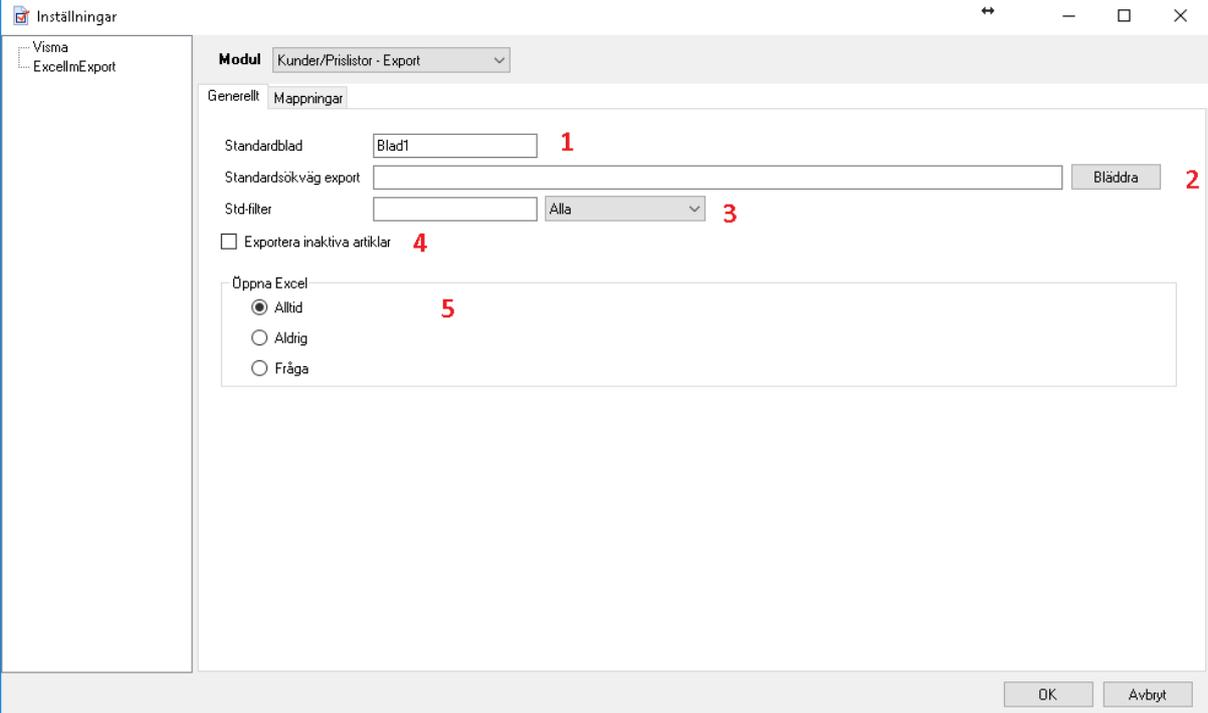 Inställningar
Visma
ExcelImExport
Modul Kunder/Prislistor - Export
Generellt Mappningar
Standardblad Blad1 1
Standardsökväg export Bläddra 2
Std-filter Alla 3
Exportera inaktiva artiklar 4
Öppna Excel
Alltid 5
Aldrig
Fråga
OK Avbryt